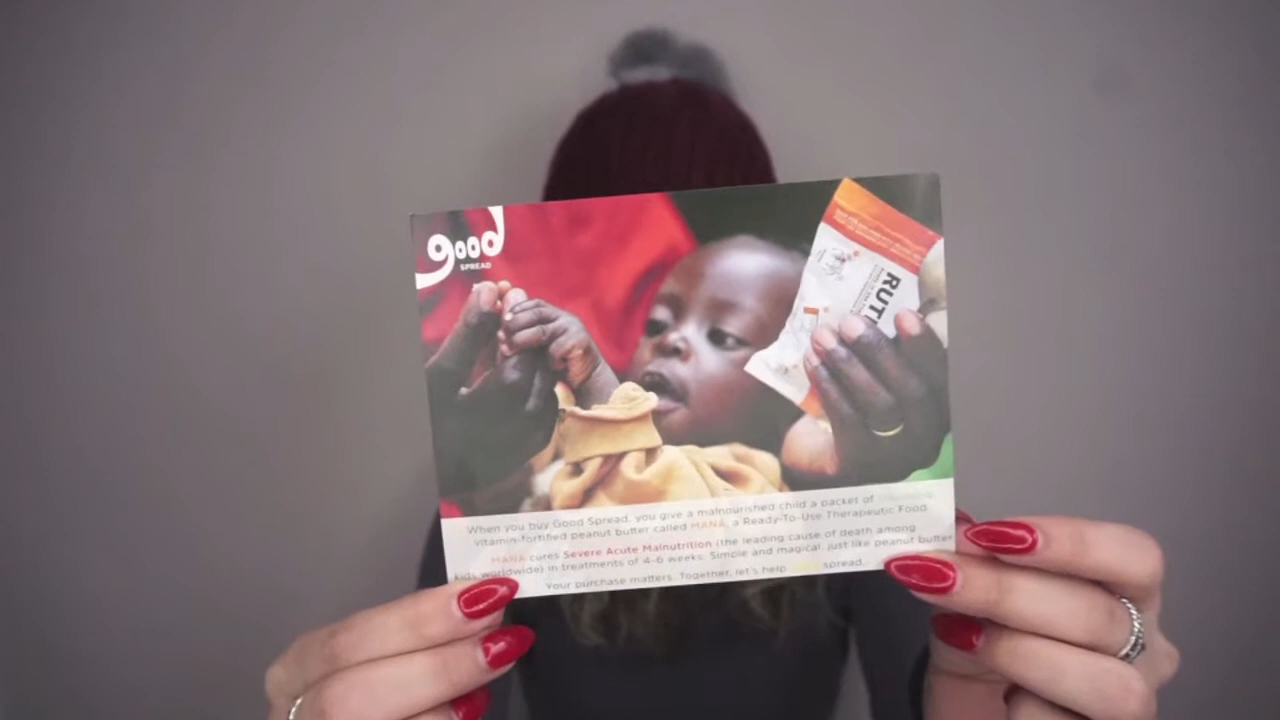 good
SPREAD
RUT
When you buy Good Spread, you give a malnourished child a packet of
vitamin-fortified peanut butter called MANA, a Ready-To-Use Therapeutic Food
MANA cures Severe Acute Malnutrition (the leading cause of death among
kids worldwide) in treatments of 4-6 weeks. Simple and magical, just like peanut butter
Your purchase matters. Together, let's help spread.